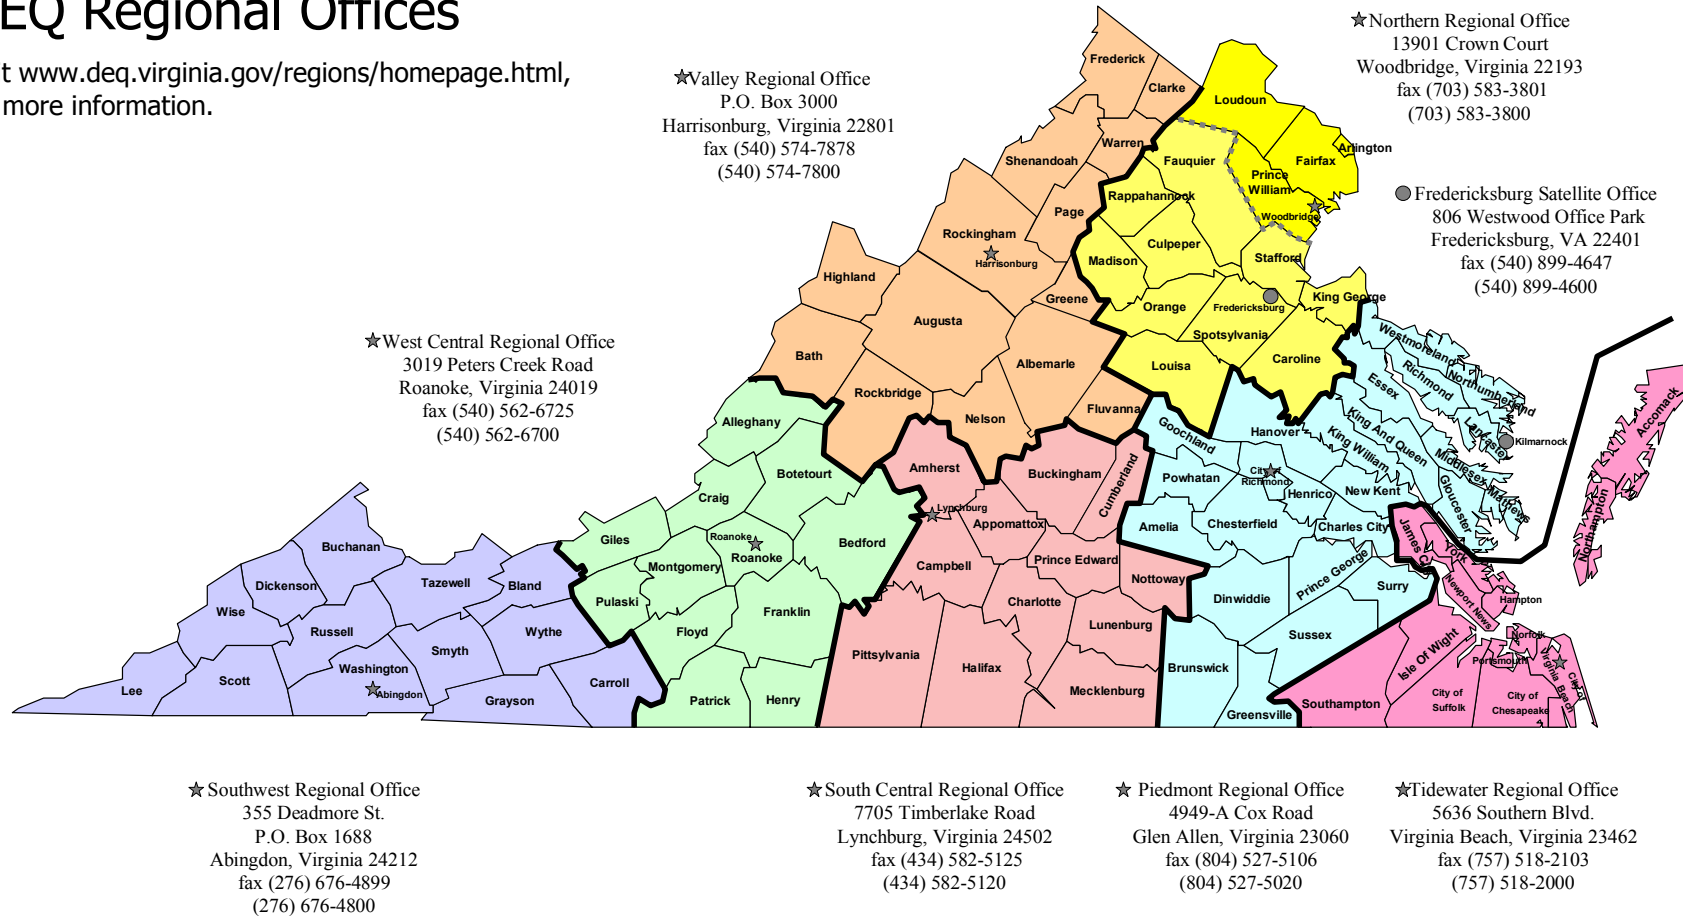 EQ Regional Offices
t www.deq.virginia.gov/regions/homepage.html,
more information.
Valley Regional Office
P.O. Box 3000
Harrisonburg, Virginia 22801
fax (540) 574-7878
(540) 574-7800
Northern Regional Office
13901 Crown Court
Woodbridge, Virginia 22193
fax (703) 583-3801
(703) 583-3800
Fredericksburg Satellite Office
806 Westwood Office Park
Fredericksburg, VA 22401
fax (540) 899-4647
(540) 899-4600
West Central Regional Office
3019 Peters Creek Road
Roanoke, Virginia 24019
fax (540) 562-6725
(540) 562-6700
Frederick
Clarke
Warren
Shenandoah
Page
Rockingham
Harrisonburg
Highland
Greene
Augusta
Bath
Albemarle
Rockbridge
Nelson
Fluvanna
Loudoun
Arlington
Fairfax
Fauquier
Prince
William
Woodbridge
Rappahannock
Culpeper
Madison
Stafford
King George
Orange
Fredericksburg
Spotsylvania
Caroline
Louisa
Westmoreland
Northumberland
Richmond
Essex
Lancaster
Kilmarnock
King And Queen
King William
Middlesex
Mathews
Gloucester
Goochland
Hanover
City of
Richmond
Powhatan
Henrico
New Kent
Amelia
Chesterfield
Charles City
Prince George
Surry
Dinwiddie
Sussex
Brunswick
Greensville
Alleghany
Botetourt
Craig
Giles
Roanoke
Roanoke
Bedford
Montgomery
Pulaski
Franklin
Floyd
Patrick
Henry
Amherst
Buckingham
Cumberland
Lynchburg
Appomattox
Campbell
Prince Edward
Nottoway
Charlotte
Lunenburg
Pittsylvania
Halifax
Mecklenburg
Buchanan
Dickenson
Tazewell
Bland
Wise
Russell
Wythe
Smyth
Washington
Abingdon
Scott
Lee
Grayson
Carroll
Accomack
Northampton
James C
York
Newport News
Hampton
Norfolk
Portsmouth
Isle Of Wight
Southampton
City of
Suffolk
City of
Chesapeake
City of
Virginia Beach
Southwest Regional Office
355 Deadmore St.
P.O. Box 1688
Abingdon, Virginia 24212
fax (276) 676-4899
(276) 676-4800
South Central Regional Office
7705 Timberlake Road
Lynchburg, Virginia 24502
fax (434) 582-5125
(434) 582-5120
Piedmont Regional Office
4949-A Cox Road
Glen Allen, Virginia 23060
fax (804) 527-5106
(804) 527-5020
Tidewater Regional Office
5636 Southern Blvd.
Virginia Beach, Virginia 23462
fax (757) 518-2103
(757) 518-2000